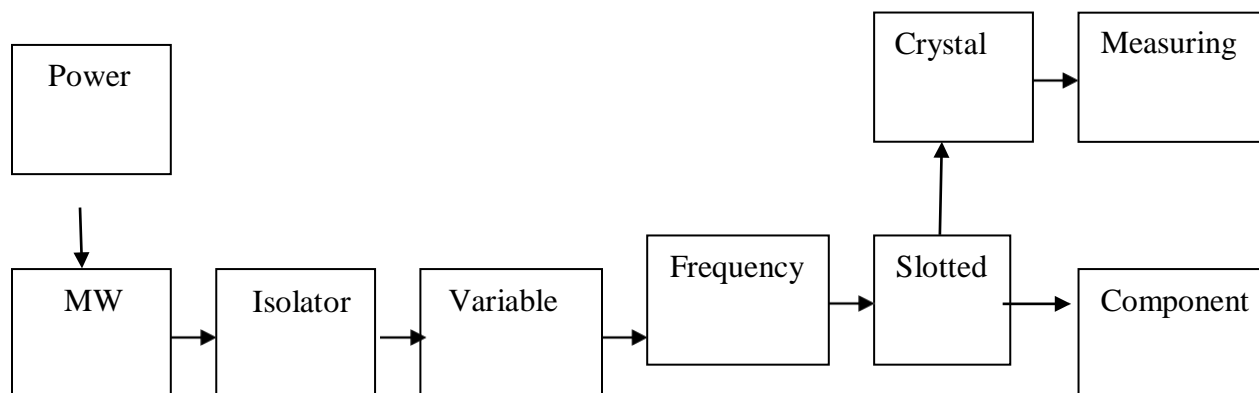 Crystal
Measuring
Power
MW
Isolator
Variable
Frequency
Slotted
Component